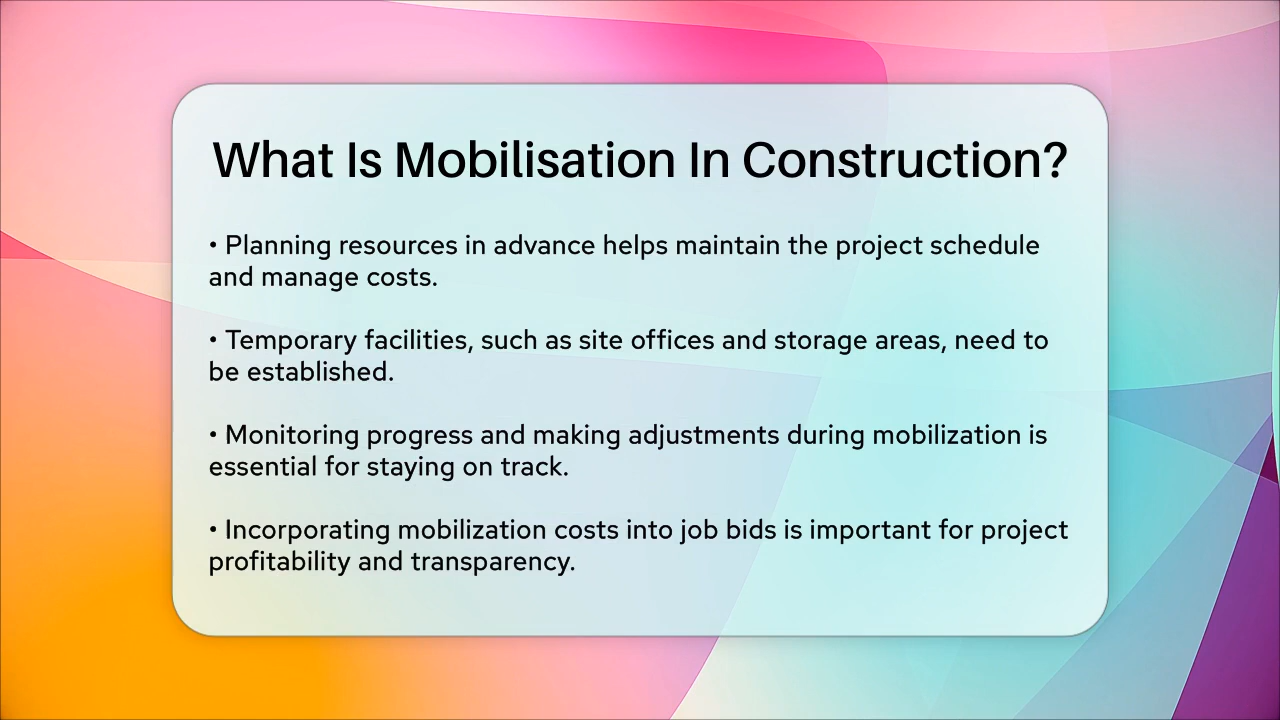 What Is Mobilisation In Construction?
• Planning resources in advance helps maintain the project schedule
and manage costs.
• Temporary facilities, such as site offices and storage areas, need to
be established.
• Monitoring progress and making adjustments during mobilization is
essential for staying on track.
• Incorporating mobilization costs into job bids is important for project
profitability and transparency.